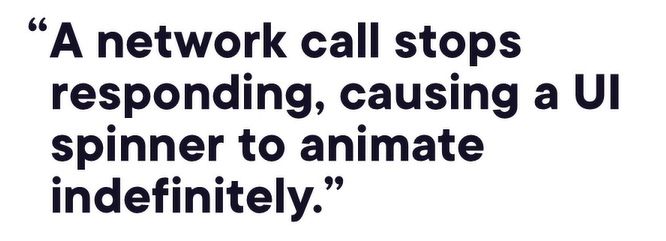 “A network call stops
responding, causing a UI
spinner to animate
indefinitely.”